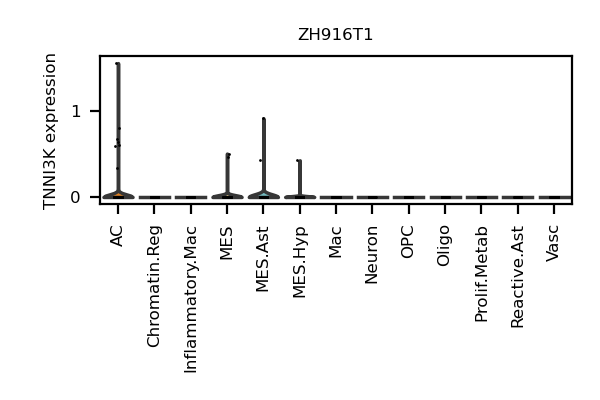 ZH916T1
TNNI3K expression
1
0
AC
Chromatin.Reg
Inflammatory.Mac
MES
MES.Ast
MES.Hyp
Mac
Neuron
OPC
Oligo
Prolif.Metab
Reactive.Ast
Vasc